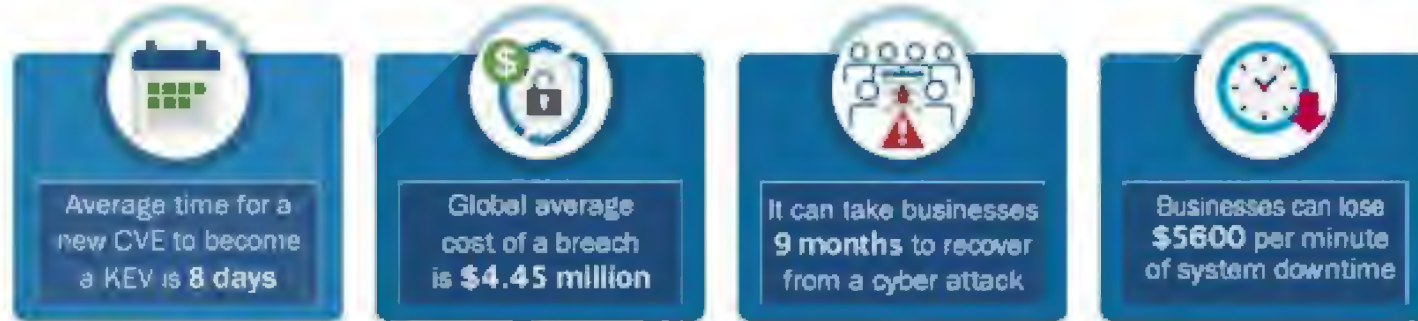 Average time for a
new CVE to become
a KEV is 8 days
Global average
cost of a breach
is $4.45 million
It can take businesses
9 months to recover
from a cyber attack
Businesses can lose
$5600 per minute
of system downtime